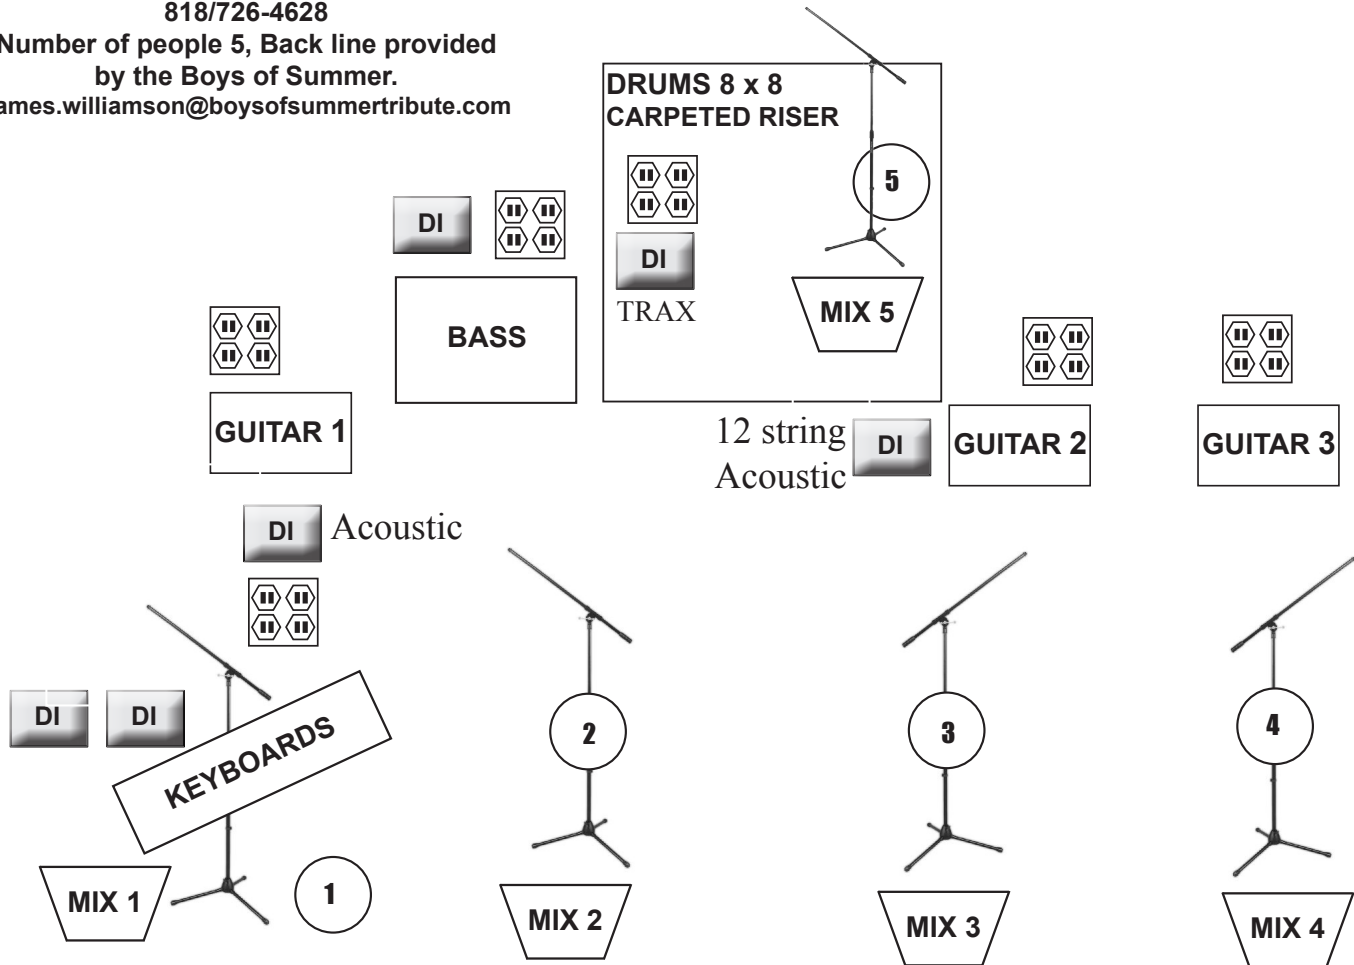 818/726-4628
Number of people 5, Back line provided
by the Boys of Summer.
ames.williamson@boysofsummertribute.com
DRUMS 8 x 8
CARPETED RISER
5
DI
DI
TRAX
MIX 5
BASS
GUITAR 1
12 string
Acoustic
DI
GUITAR 2
GUITAR 3
DI
Acoustic
DI
DI
KEYBOARDS
2
3
4
1
MIX 1
MIX 2
MIX 3
MIX 4